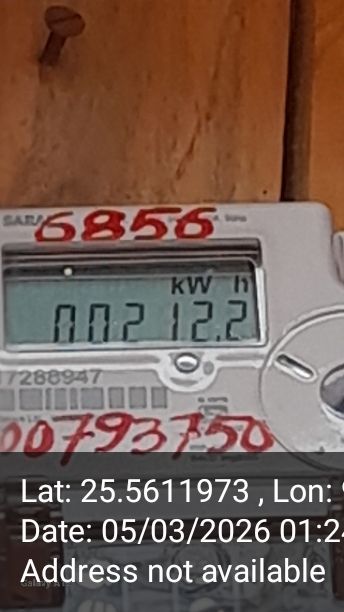 6856
kW h
00212.2
7288947
00793750
Lat: 25.5611973 , Lon:
Date: 05/03/2026 01:2
Address not available